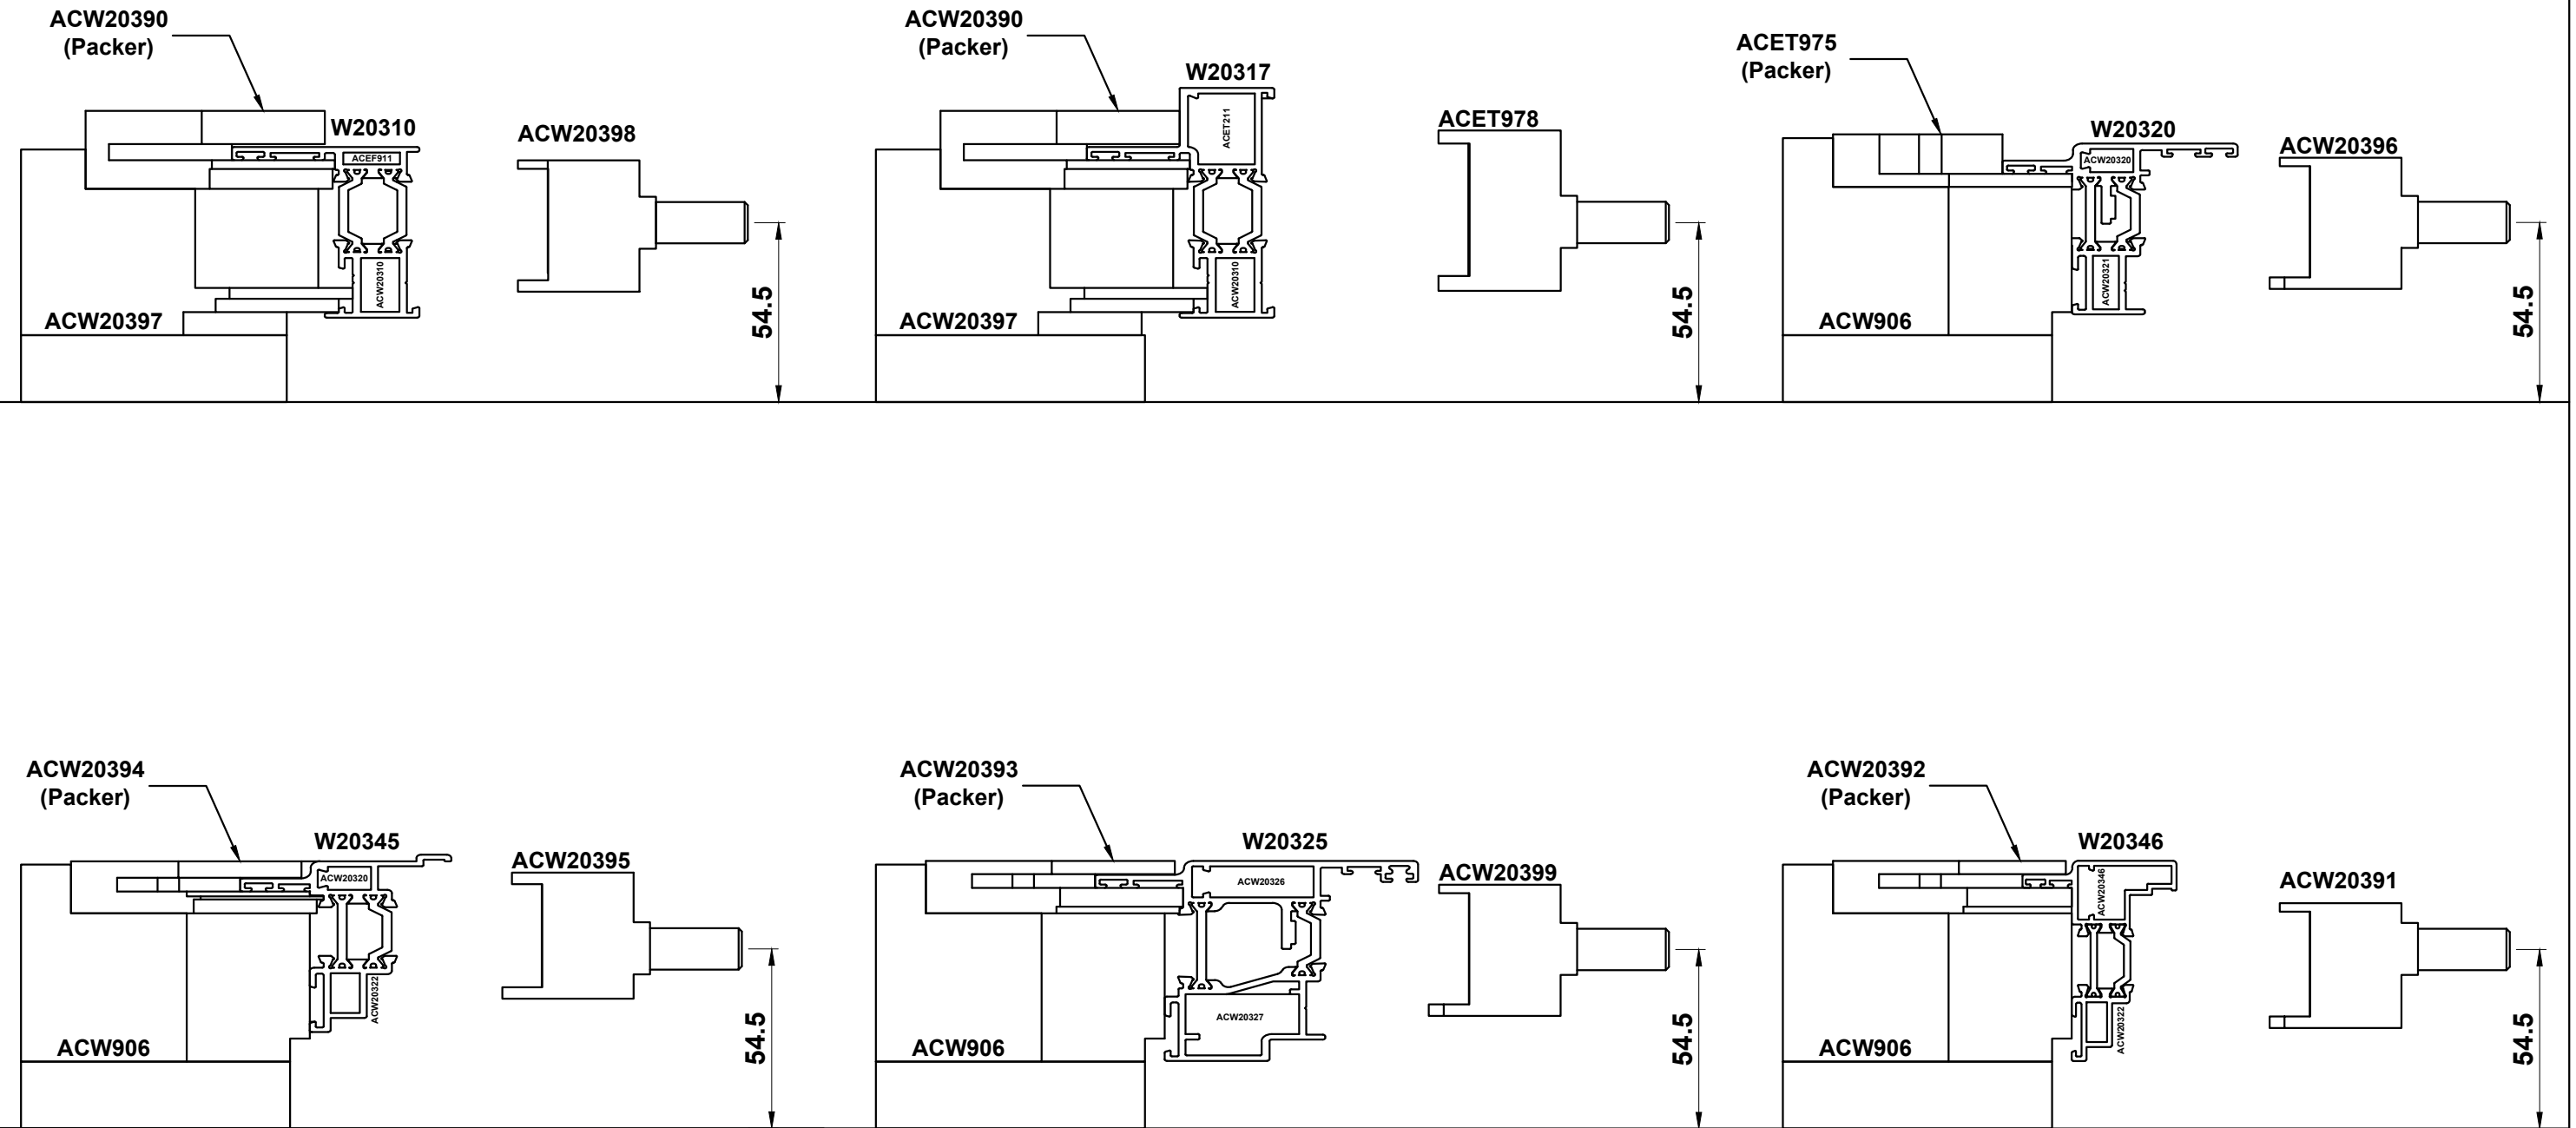 ACW20390
(Packer)
W20310
ACEF911
ACW20310
ACW20397
ACW20398
54.5
ACW20390
(Packer)
W20317
ACET211
ACW20310
ACW20397
ACET978
54.5
ACET975
(Packer)
W20320
ACW20320
ACW20321
ACW906
ACW20396
54.5
ACW20394
(Packer)
W20345
ACW20320
ACW20322
ACW906
ACW20395
54.5
ACW20393
(Packer)
W20325
ACW20326
ACW20327
ACW906
ACW20399
54.5
ACW20392
(Packer)
W20346
ACW20346
ACW20322
ACW906
ACW20391
54.5